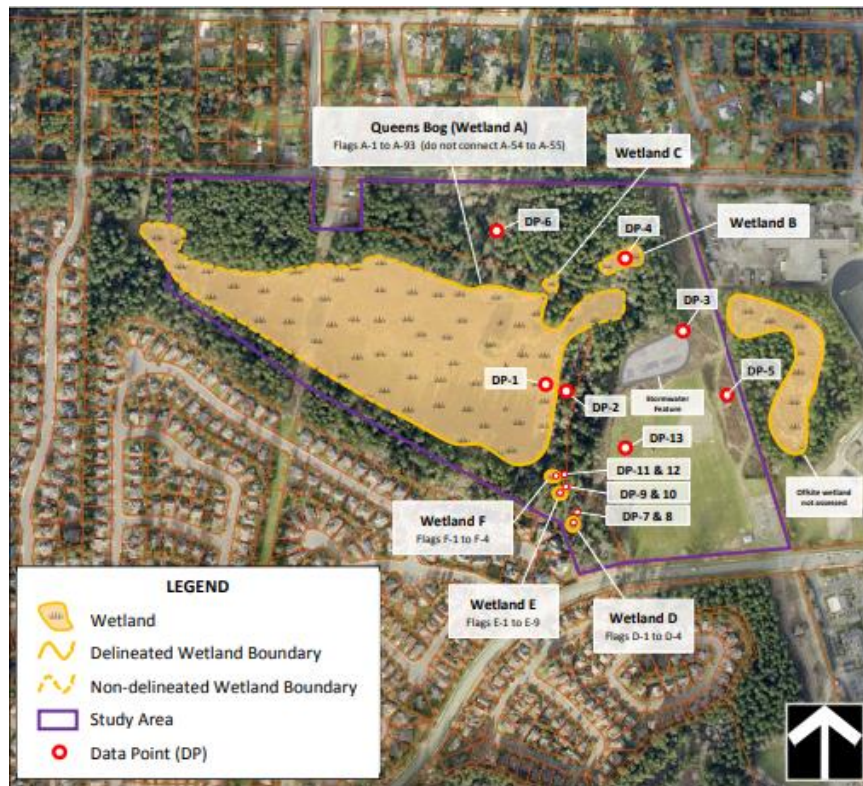 Queens Bog (Wetland A)
Flags A-1 to A-93 (do not connect A-54 to A-55)
Wetland C
DP-6
DP-4
Wetland B
DP-3
DP-1
DP-2
Stormwater
Feature
DP-5
DP-13
DP-11 & 12
DP-9 & 10
DP-7 & 8
Offsite wetland
not assessed
Wetland F
Flags F-1 to F-4
Wetland E
Flags E-1 to E-9
Wetland D
Flags D-1 to D-4
LEGEND
Wetland
Delineated Wetland Boundary
Non-delineated Wetland Boundary
Study Area
Data Point (DP)